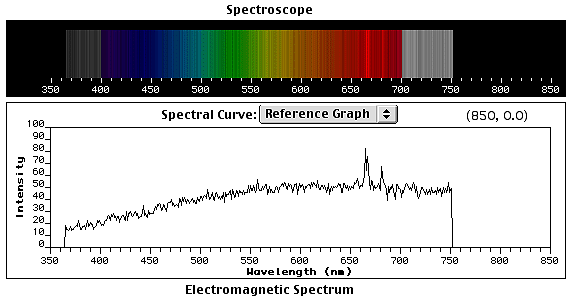 Spectroscope
350 400 450 500 550 600 650 700 750 800 850
Spectral Curve: Reference Graph (850, 0.0)
100
90
80
70
60
50
40
30
20
10
0
Intensity
350 400 450 500 550 600 650 700 750 800 850
Wavelength (nm)
Electromagnetic Spectrum